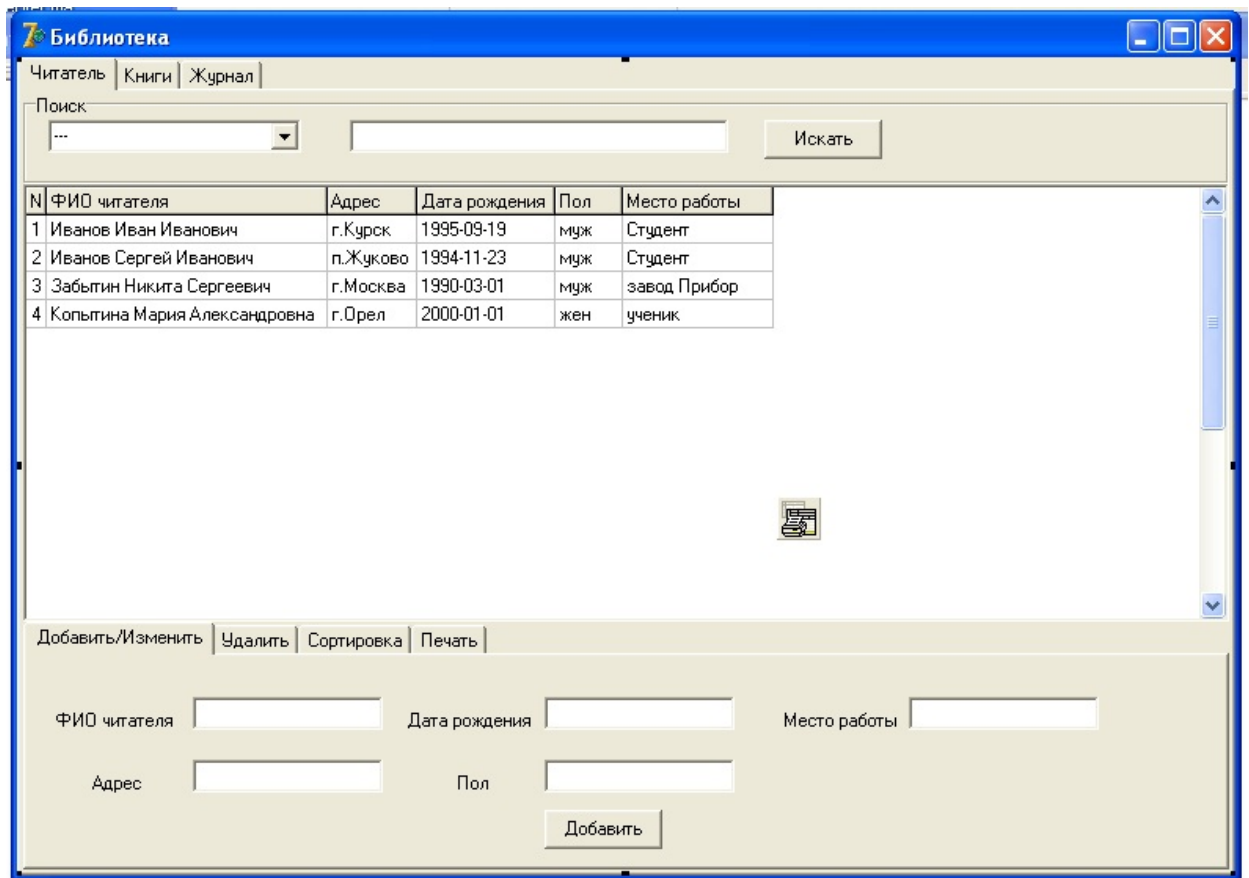 Библиотека
Читатель Книги Журнал
Поиск
--- Искать
N ФИО читателя Адрес Дата рождения Пол Место работы
1 Иванов Иван Иванович г.Курск 1995-09-19 муж Студент
2 Иванов Сергей Иванович п.Жуково 1994-11-23 муж Студент
3 Забытин Никита Сергеевич г.Москва 1990-03-01 муж завод Прибор
4 Копытина Мария Александровна г.Орел 2000-01-01 жен ученик
Добавить/Изменить Удалить Сортировка Печать
ФИО читателя Дата рождения Место работы
Адрес Пол
Добавить